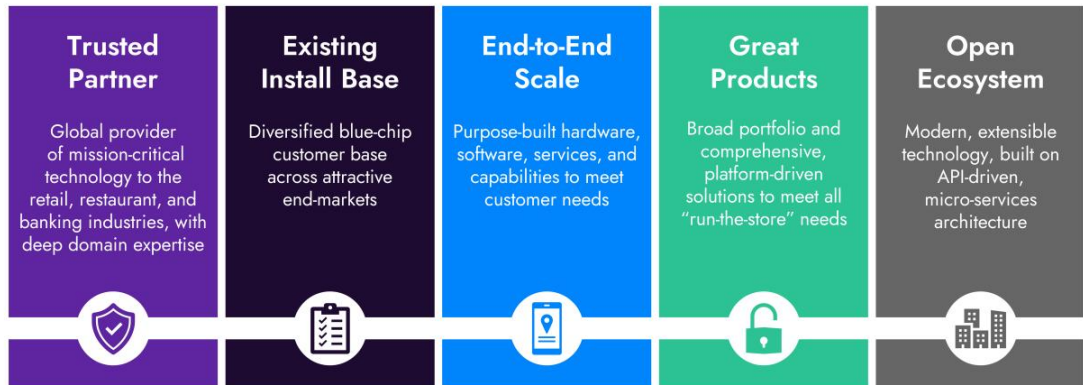 Trusted
Partner
Global provider
of mission-critical
technology to the
retail, restaurant, and
banking industries, with
deep domain expertise
Existing
Install Base
Diversified blue-chip
customer base
across attractive
end-markets
End-to-End
Scale
Purpose-built hardware,
software, services, and
capabilities to meet
customer needs
Great
Products
Broad portfolio and
comprehensive,
platform-driven
solutions to meet all
“run-the-store” needs
Open
Ecosystem
Modern, extensible
technology, built on
API-driven,
micro-services
architecture